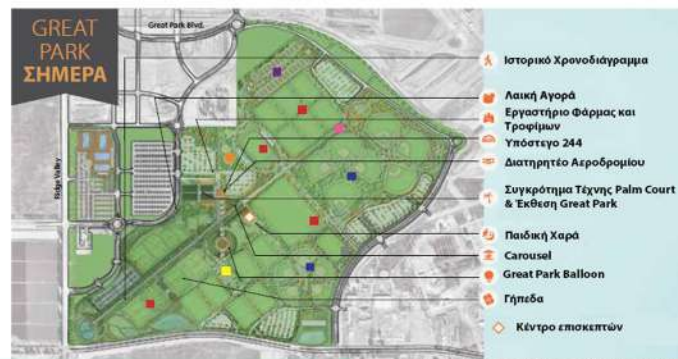 GREAT
PARK
ΣΗΜΕΡΑ
Great Park Blvd.
Ridge Valley
Ιστορικό Χρονοδιάγραμμα
Λαική Αγορά
Εργαστήριο Φάρμας και
Τροφίμων
Υπόστεγο 244
Διατηρητέο Αεροδρομίου
Συγκρότημα Τέχνης Palm Court
& Έκθεση Great Park
Παιδική Χαρά
Carousel
Great Park Balloon
Γήπεδα
Κέντρο επισκεπτών